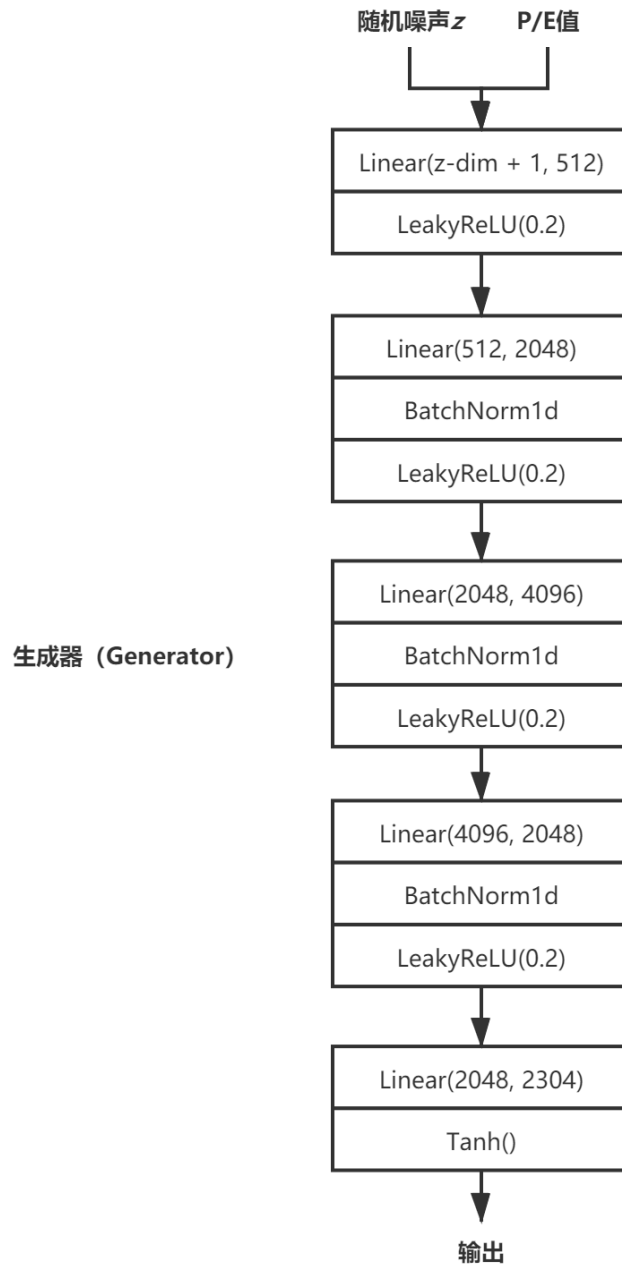 随机噪声z P/E值
Linear(z-dim + 1, 512)
LeakyReLU(0.2)
Linear(512, 2048)
BatchNorm1d
LeakyReLU(0.2)
Linear(2048, 4096)
生成器（Generator） BatchNorm1d
LeakyReLU(0.2)
Linear(4096, 2048)
BatchNorm1d
LeakyReLU(0.2)
Linear(2048, 2304)
Tanh()
输出